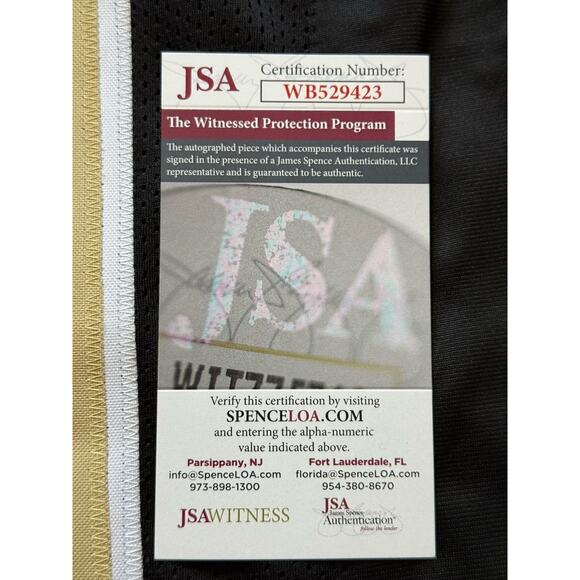 JSA
Certification Number:
WB529423
The Witnessed Protection Program
The autographed piece which accompanies this certificate was
signed in the presence of a James Spence Authentication, LLC
representative and is guaranteed to be authentic.
JSA
Verify this certification by visiting
SPENCELOA.COM
and entering the alpha-numeric
value indicated above.
Parsippany, NJ
info@SpenceLOA.com
973-898-1300
Fort Lauderdale, FL
florida@SpenceLOA.com
954-380-8670
JSAWITNESS
JSA
James Spence
Authentication®
follow the leader